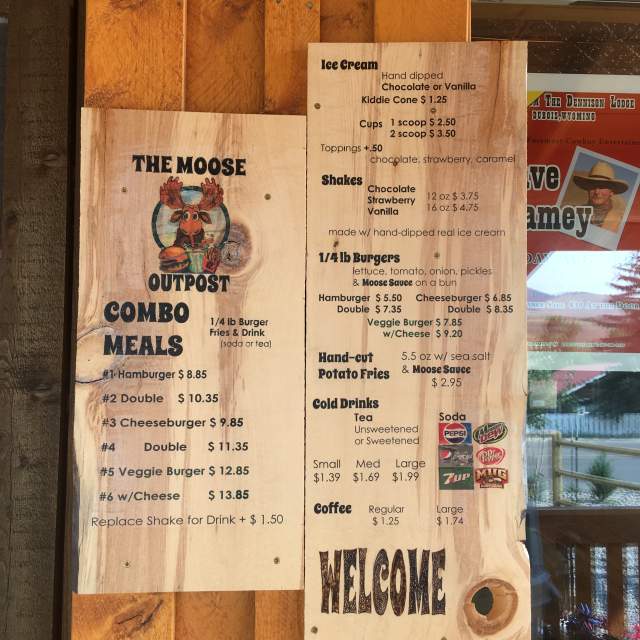 THE MOOSE
OUTPOST
COMBO
MEALS
1/4 lb Burger
Fries & Drink
(soda or tea)
#1 Hamburger $ 8.85
#2 Double $ 10.35
#3 Cheeseburger $ 9.85
#4 Double $ 11.35
#5 Veggie Burger $ 12.85
#6 w/Cheese $ 13.85
Replace Shake for Drink + $ 1.50
Ice Cream
Hand dipped
Chocolate or Vanilla
Kiddie Cone $ 1.25
Cups 1 scoop $ 2.50
2 scoop $ 3.50
Toppings +.50
chocolate, strawberry, caramel
Shakes
Chocolate
Strawberry
Vanilla
12 oz $ 3.75
16 oz $ 4.75
made w/ hand-dipped real ice cream
1/4 lb Burgers
lettuce, tomato, onion, pickles
& Moose Sauce on a bun
Hamburger $ 5.50 Cheeseburger $ 6.85
Double $ 7.35 Double $ 8.35
Veggie Burger $ 7.85
w/Cheese $ 9.20
Hand-cut
Potato Fries
5.5 oz w/ sea salt
& Moose Sauce
$ 2.95
Cold Drinks
Tea
Unsweetened
or Sweetened
Small Med Large
$1.39 $1.69 $1.99
Soda
PEPSI
7UP
MUG
Coffee Regular Large
$ 1.25 $ 1.74
WELCOME
THE DENNISON LODGE
DUBOIS, WYOMING